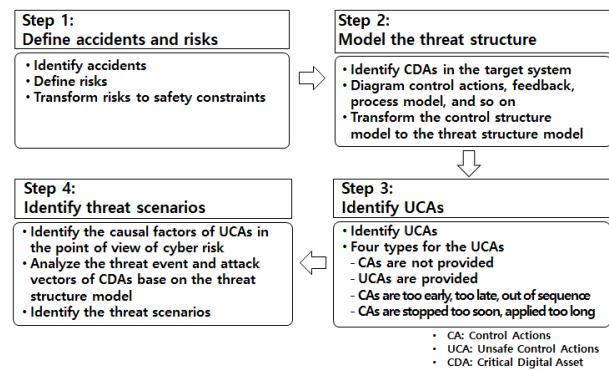 Step 1:
Define accidents and risks
• Identify accidents
• Define risks
• Transform risks to safety constraints
Step 2:
Model the threat structure
• Identify CDAs in the target system
• Diagram control actions, feedback,
process model, and so on
• Transform the control structure
model to the threat structure model
Step 3:
Identify UCAs
• Identify UCAs
• Four types for the UCAs
- CAs are not provided
- UCAs are provided
- CAs are too early, too late, out of sequence
- CAs are stopped too soon, applied too long
Step 4:
Identify threat scenarios
• Identify the causal factors of UCAs in
the point of view of cyber risk
• Analyze the threat event and attack
vectors of CDAs base on the threat
structure model
• Identify the threat scenarios
• CA: Control Actions
• UCA: Unsafe Control Actions
• CDA: Critical Digital Asset